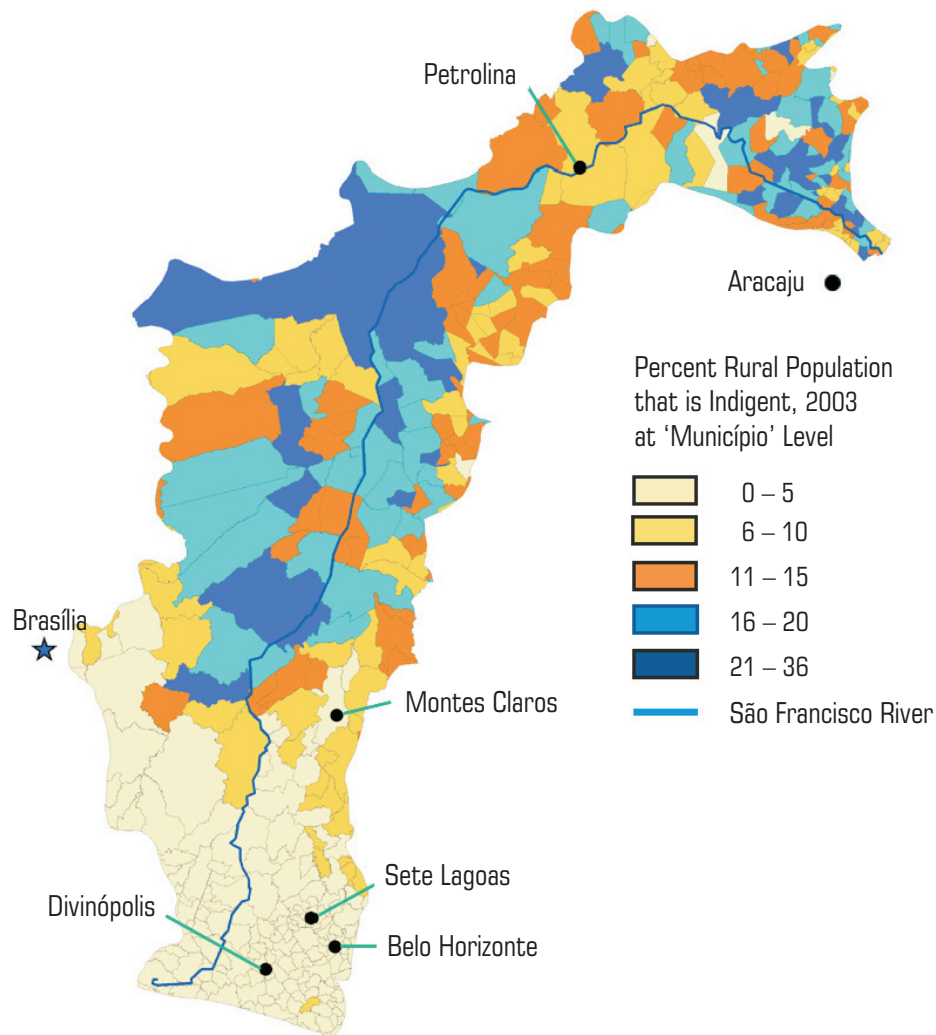 Petrolina
Aracaju
Percent Rural Population
that is Indigent, 2003
at ‘Município’ Level
0 – 5
6 – 10
11 – 15
16 – 20
21 – 36
São Francisco River
Brasília
Montes Claros
Sete Lagoas
Divinópolis
Belo Horizonte